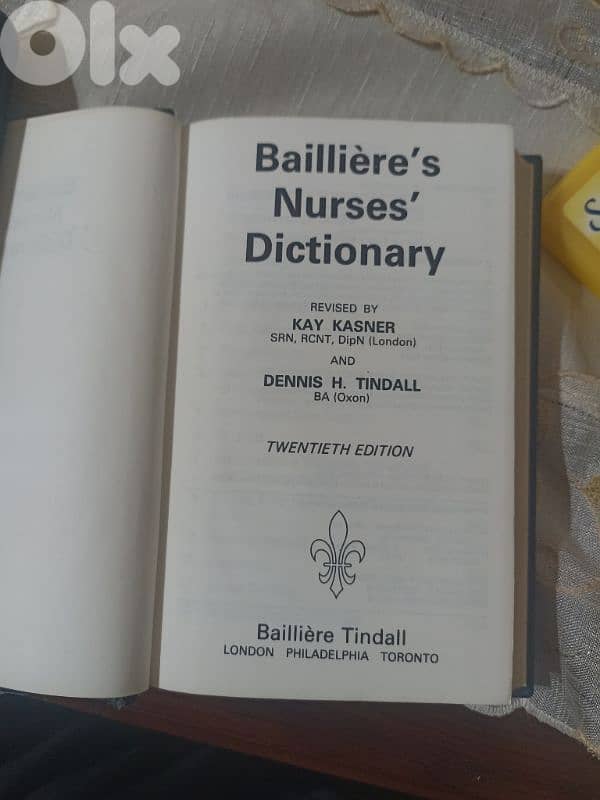 Olx
Baillière's
Nurses'
Dictionary
REVISED BY
KAY KASNER
SRN, RCNT, DipN (London)
AND
DENNIS H. TINDALL
BA (Oxon)
TWENTIETH EDITION
Baillière Tindall
LONDON PHILADELPHIA TORONTO